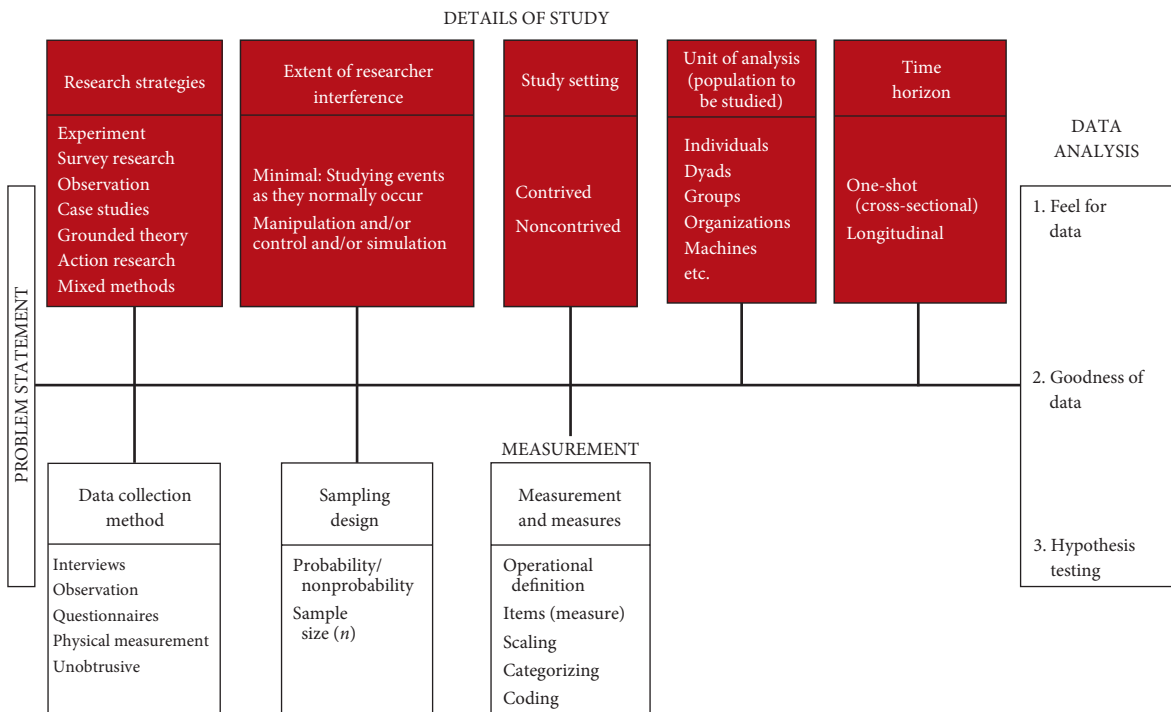 DETAILS OF STUDY
Research strategies
Experiment
Survey research
Observation
Case studies
Grounded theory
Action research
Mixed methods
Extent of researcher
interference
Minimal: Studying events
as they normally occur
Manipulation and/or
control and/or simulation
Study setting
Contrived
Noncontrived
Unit of analysis
(population to
be studied)
Individuals
Dyads
Groups
Organizations
Machines
etc.
Time
horizon
One-shot
(cross-sectional)
Longitudinal
DATA
ANALYSIS
1. Feel for
data
2. Goodness of
data
3. Hypothesis
testing
PROBLEM STATEMENT
Data collection
method
Interviews
Observation
Questionnaires
Physical measurement
Unobtrusive
Sampling
design
Probability/
nonprobability
Sample
size (n)
MEASUREMENT
Measurement
and measures
Operational
definition
Items (measure)
Scaling
Categorizing
Coding